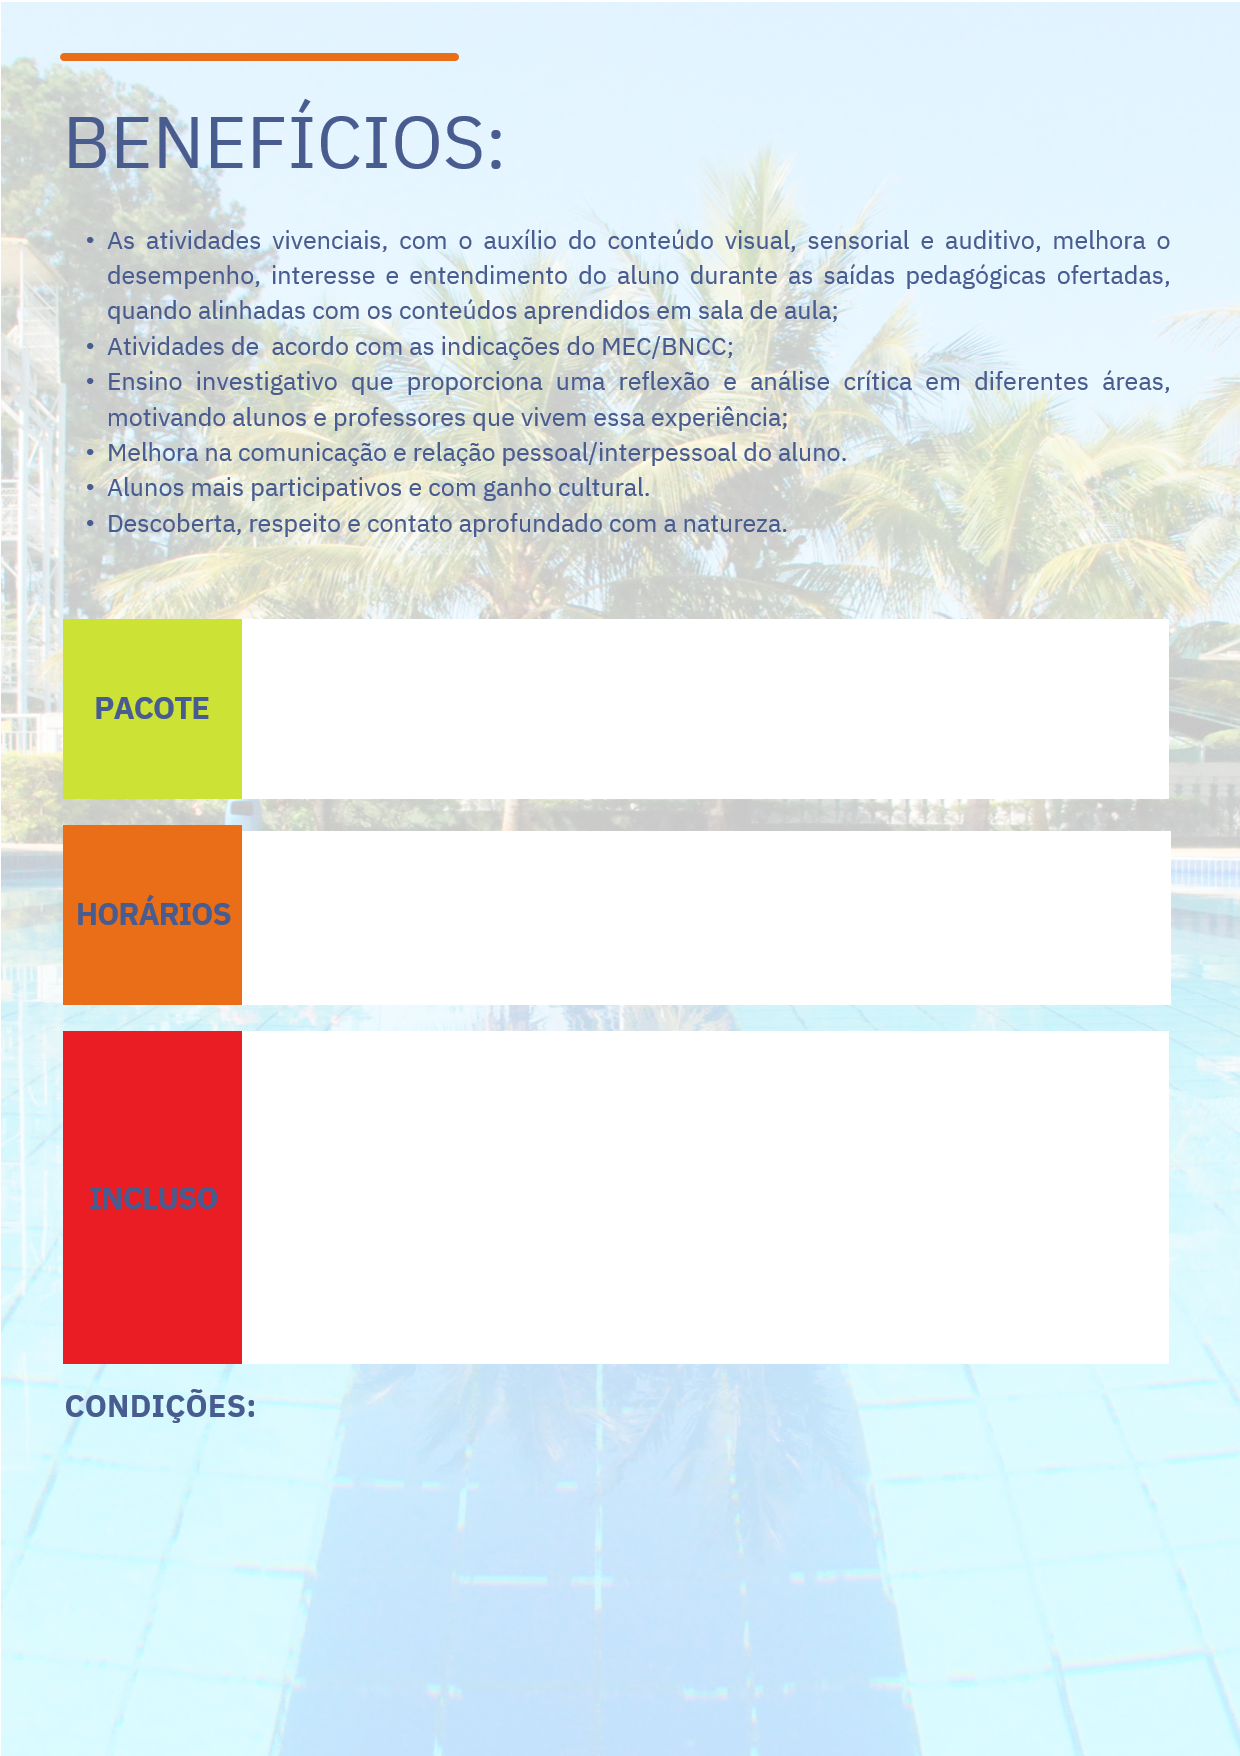 BENEFÍCIOS:
• As atividades vivenciais, com o auxílio do conteúdo visual, sensorial e auditivo, melhora o
desempenho, interesse e entendimento do aluno durante as saídas pedagógicas ofertadas,
quando alinhadas com os conteúdos aprendidos em sala de aula;
• Atividades de  acordo com as indicações do MEC/BNCC;
• Ensino investigativo que proporciona uma reflexão e análise crítica em diferentes áreas,
motivando alunos e professores que vivem essa experiência;
• Melhora na comunicação e relação pessoal/interpessoal do aluno.
• Alunos mais participativos e com ganho cultural.
• Descoberta, respeito e contato aprofundado com a natureza.
PACOTE
HORÁRIOS
INCLUSO
CONDIÇÕES: